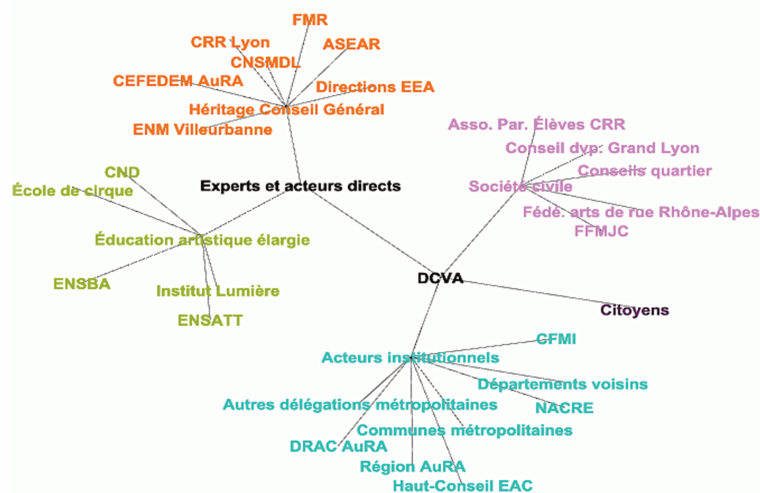 FMR
CRR Lyon
ASEAR
CNSMDL
CEFEDEM AuRA
Directions EEA
Héritage Conseil Général
ENM Villeurbanne
Asso. Par. Élèves CRR
Conseil dvp. Grand Lyon
Conseils quartier
Société civile
Fédé. arts de rue Rhône-Alpes
FFMJC
CND
École de cirque
Experts et acteurs directs
Éducation artistique élargie
ENSBA
Institut Lumière
ENSATT
DCVA
Citoyens
CFMI
Acteurs institutionnels
Départements voisins
Autres délégations métropolitaines
NACRE
Communes métropolitaines
DRAC AuRA
Région AuRA
Haut-Conseil EAC